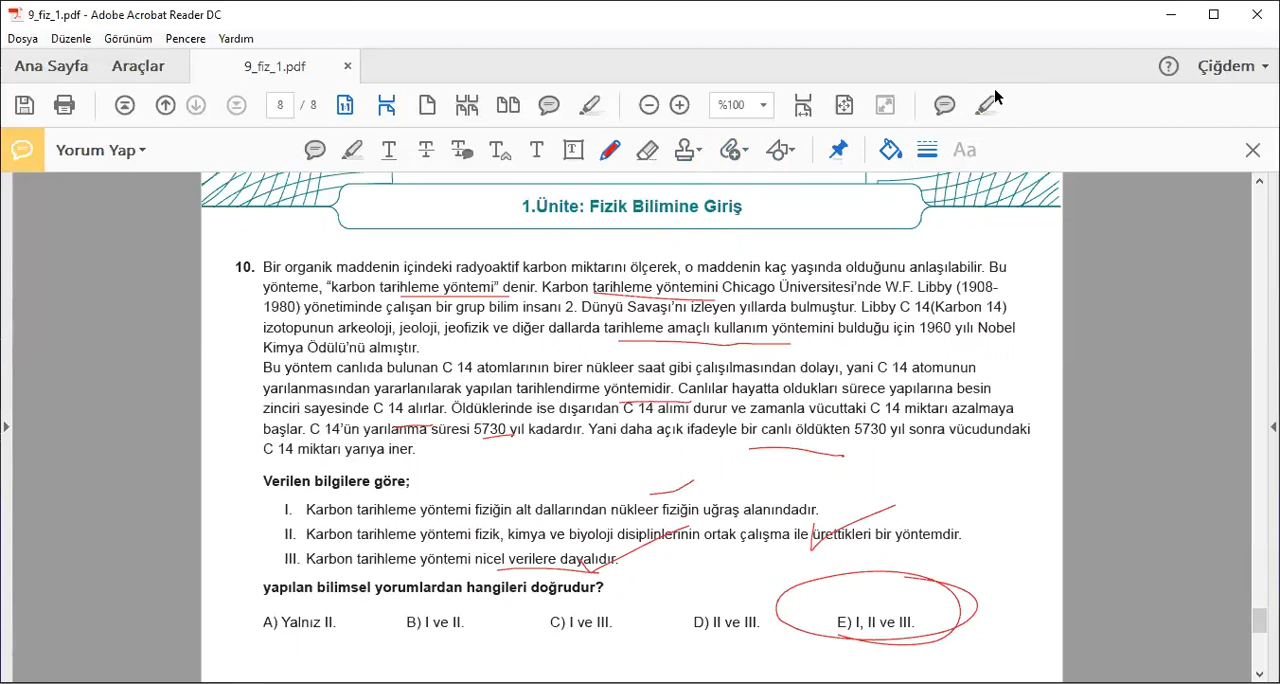 9_fiz_1.pdf - Adobe Acrobat Reader DC
Dosya Düzenle Görünüm Pencere Yardım
Ana Sayfa Araçlar 9_fiz_1.pdf × ? Çiğdem
8 / 8 %100
Yorum Yap Aa
1.Ünite: Fizik Bilimine Giriş
10. Bir organik maddenin içindeki radyoaktif karbon miktarını ölçerek, o maddenin kaç yaşında olduğunu anlaşılabilir. Bu
yönteme, “karbon tarihleme yöntemi” denir. Karbon tarihleme yöntemini Chicago Üniversitesi’nde W.F. Libby (1908-
1980) yönetiminde çalışan bir grup bilim insanı 2. Dünyü Savaşı’nı izleyen yıllarda bulmuştur. Libby C 14(Karbon 14)
izotopunun arkeoloji, jeoloji, jeofizik ve diğer dallarda tarihleme amaçlı kullanım yöntemini bulduğu için 1960 yılı Nobel
Kimya Ödülü’nü almıştır.
Bu yöntem canlıda bulunan C 14 atomlarının birer nükleer saat gibi çalışılmasından dolayı, yani C 14 atomunun
yarılanmasından yararlanılarak yapılan tarihlendirme yöntemidir. Canlılar hayatta oldukları sürece yapılarına besin
zinciri sayesinde C 14 alırlar. Öldüklerinde ise dışarıdan C 14 alımı durur ve zamanla vücuttaki C 14 miktarı azalmaya
başlar. C 14’ün yarılanma süresi 5730 yıl kadardır. Yani daha açık ifadeyle bir canlı öldükten 5730 yıl sonra vücudundaki
C 14 miktarı yarıya iner.
Verilen bilgilere göre;
I. Karbon tarihleme yöntemi fiziğin alt dallarından nükleer fiziğin uğraş alanındadır.
II. Karbon tarihleme yöntemi fizik, kimya ve biyoloji disiplinlerinin ortak çalışma ile ürettikleri bir yöntemdir.
III. Karbon tarihleme yöntemi nicel verilere dayalıdır.
yapılan bilimsel yorumlardan hangileri doğrudur?
A) Yalnız II. B) I ve II. C) I ve III. D) II ve III. E) I, II ve III.